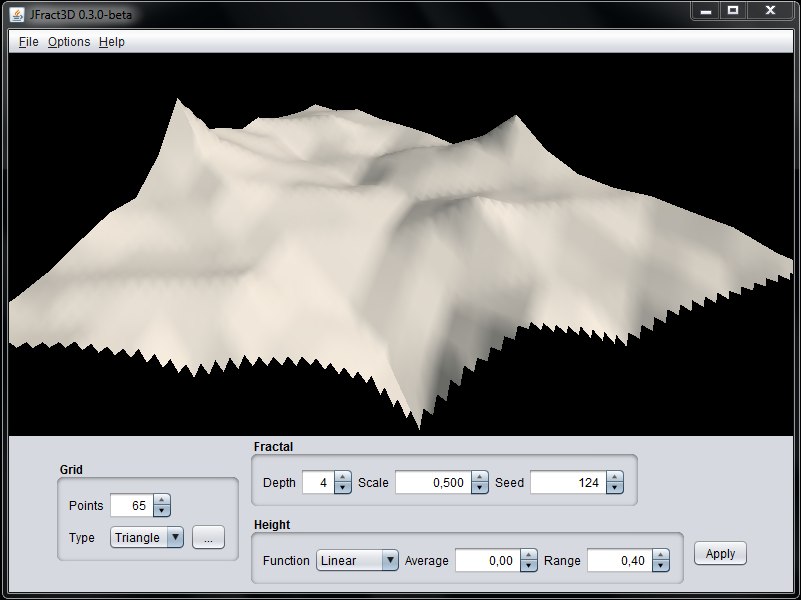 JFract3D 0.3.0-beta
File Options Help
Fractal
Depth 4 Scale 0,500 Seed 124
Grid
Points 65
Type Triangle ...
Height
Function Linear Average 0,00 Range 0,40
Apply